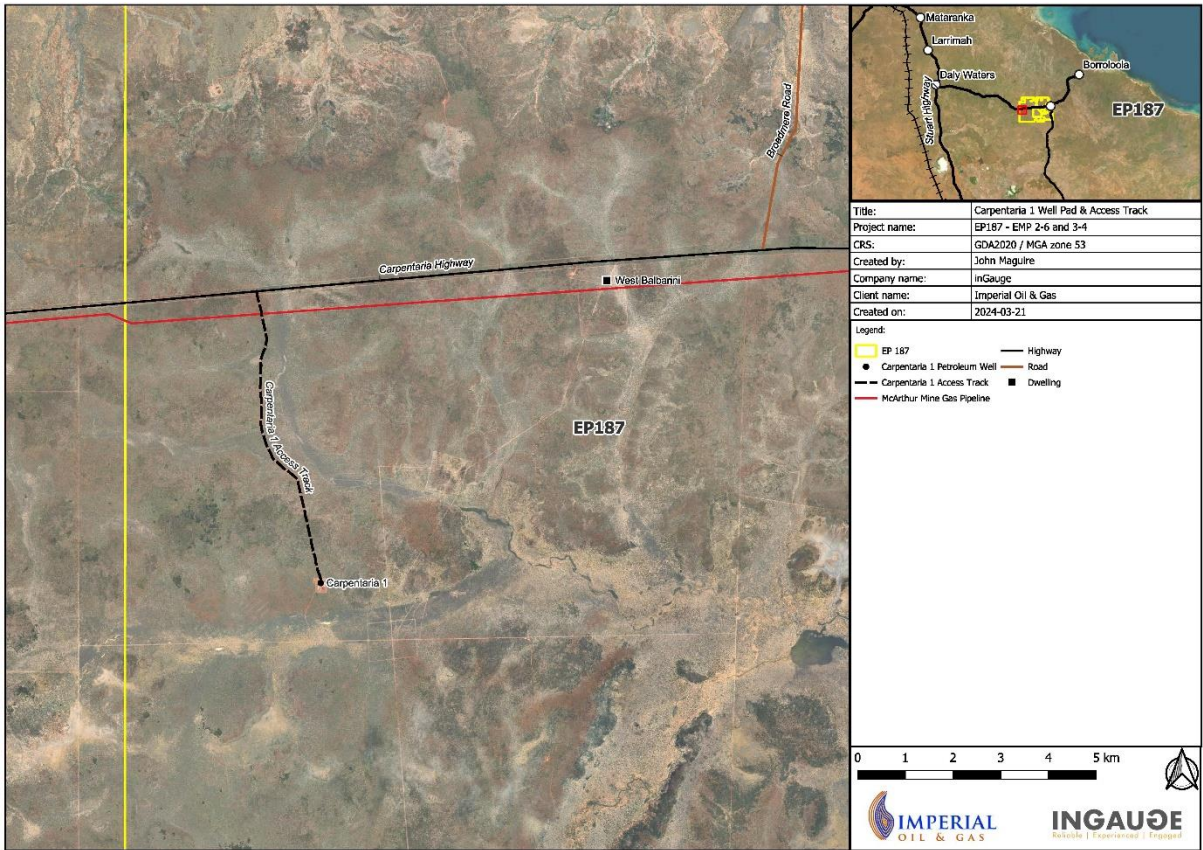 Mataranka
Larrimah
Daly Waters
Borroloola
Stuart Highway
EP187
Broadmere Road
Carpentaria Highway
West Balbarini
Carpentaria 1 Access Track
EP187
Carpentaria 1
Title: Carpentaria 1 Well Pad & Access Track
Project name: EP187 - EMP 2-6 and 3-4
CRS: GDA2020 / MGA zone 53
Created by: John Maguire
Company name: inGauge
Client name: Imperial Oil & Gas
Created on: 2024-03-21
Legend:
EP 187 Highway
Carpentaria 1 Petroleum Well Road
Carpentaria 1 Access Track Dwelling
McArthur Mine Gas Pipeline
0 1 2 3 4 5 km
IMPERIAL
OIL & GAS
INGAUGE
Reliable | Experienced | Engaged